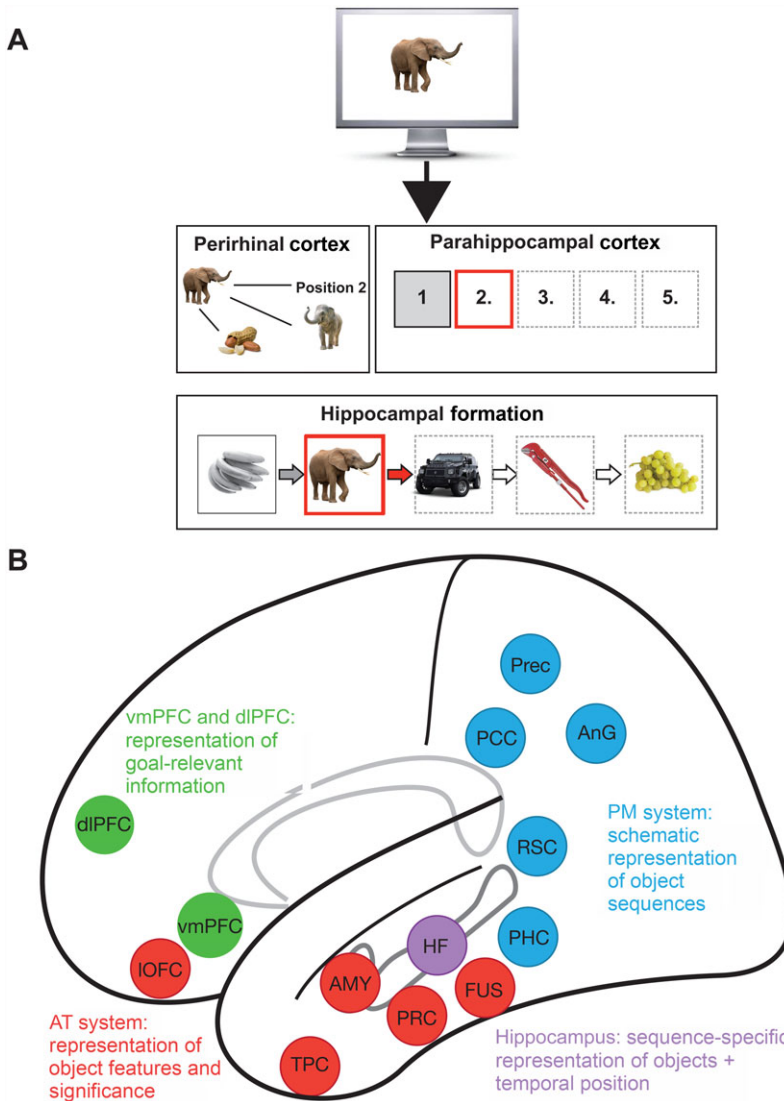 A
Perirhinal cortex
Position 2
Parahippocampal cortex
1 2. 3. 4. 5.
Hippocampal formation
B
vmPFC and dlPFC:
representation of
goal-relevant
information
dlPFC
vmPFC
lOFC
AT system:
representation of
object features and
significance
Prec
PCC
AnG
RSC
PM system:
schematic
representation
of object
sequences
PHC
HF
AMY
FUS
PRC
TPC
Hippocampus: sequence-specific
representation of objects +
temporal position